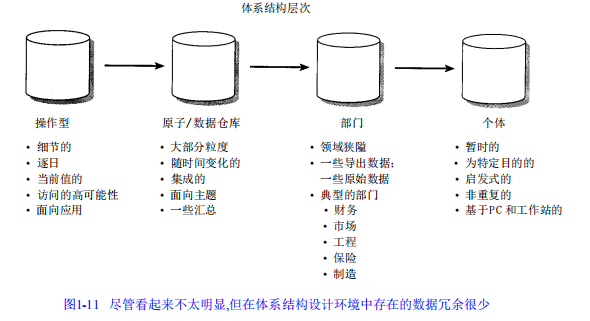 体系结构层次
操作型
• 细节的
• 逐日
• 当前值的
• 访问的高可能性
• 面向应用
原子/数据仓库
• 大部分粒度
• 随时间变化的
• 集成的
• 面向主题
• 一些汇总
部门
• 领域狭隘
• 一些导出数据;
一些原始数据
• 典型的部门
• 财务
• 市场
• 工程
• 保险
• 制造
个体
• 暂时的
• 为特定目的的
• 启发式的
• 非重复的
• 基于PC和工作站的
图1-11 尽管看起来不太明显,但在体系结构设计环境中存在的数据冗余很少